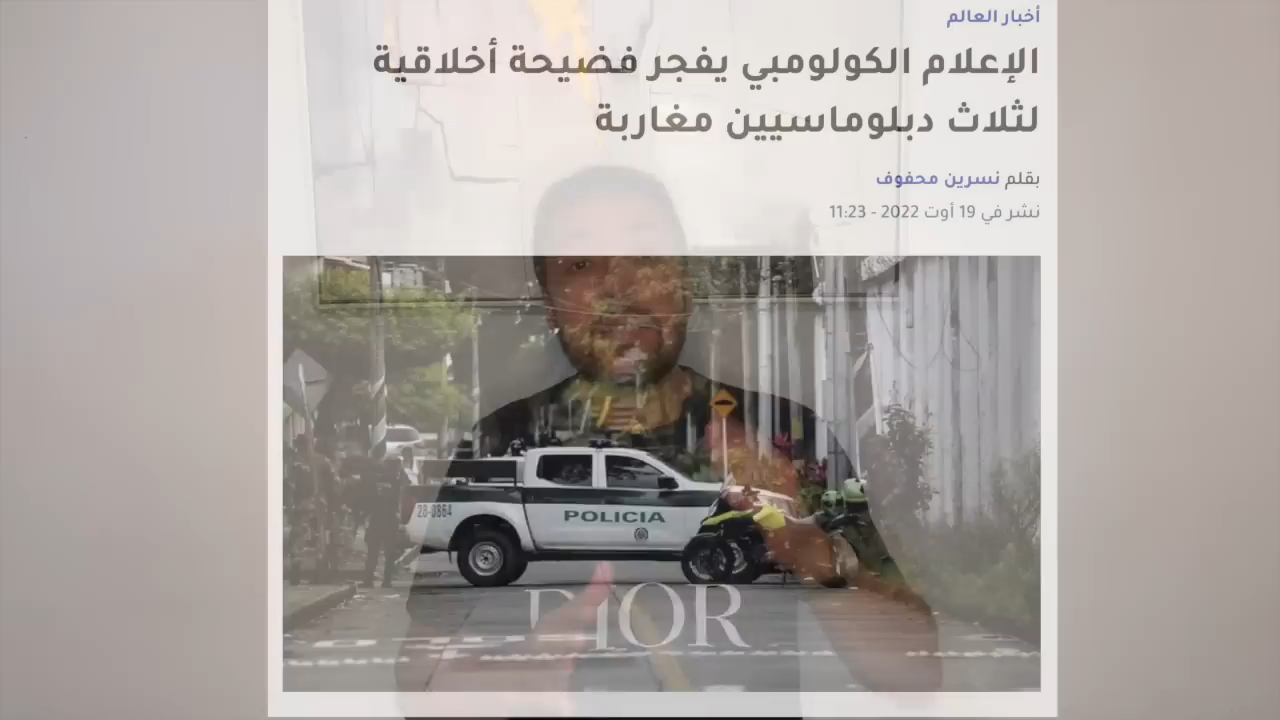 أخبار العالم
الإعلام الكولومبي يفجر فضيحة أخلاقية
لثلاث دبلوماسيين مغاربة
بقلم نسرين محفوف
نشر في 19 أوت 2022 - 11:23
28-0864
POLICIA
DIOR